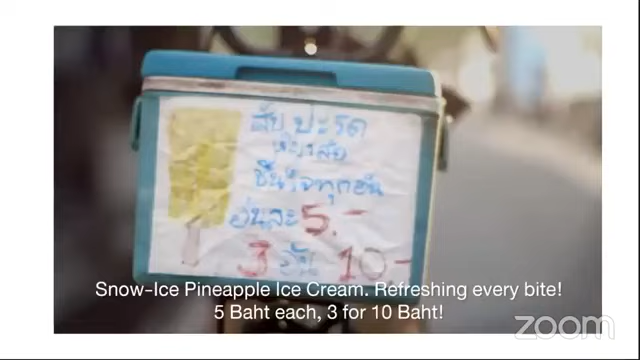 สับปะรด
ชื่นใจทุกอัน
อันละ 5.-
3 อัน 10-
Snow-Ice Pineapple Ice Cream. Refreshing every bite!
5 Baht each, 3 for 10 Baht!
zoom